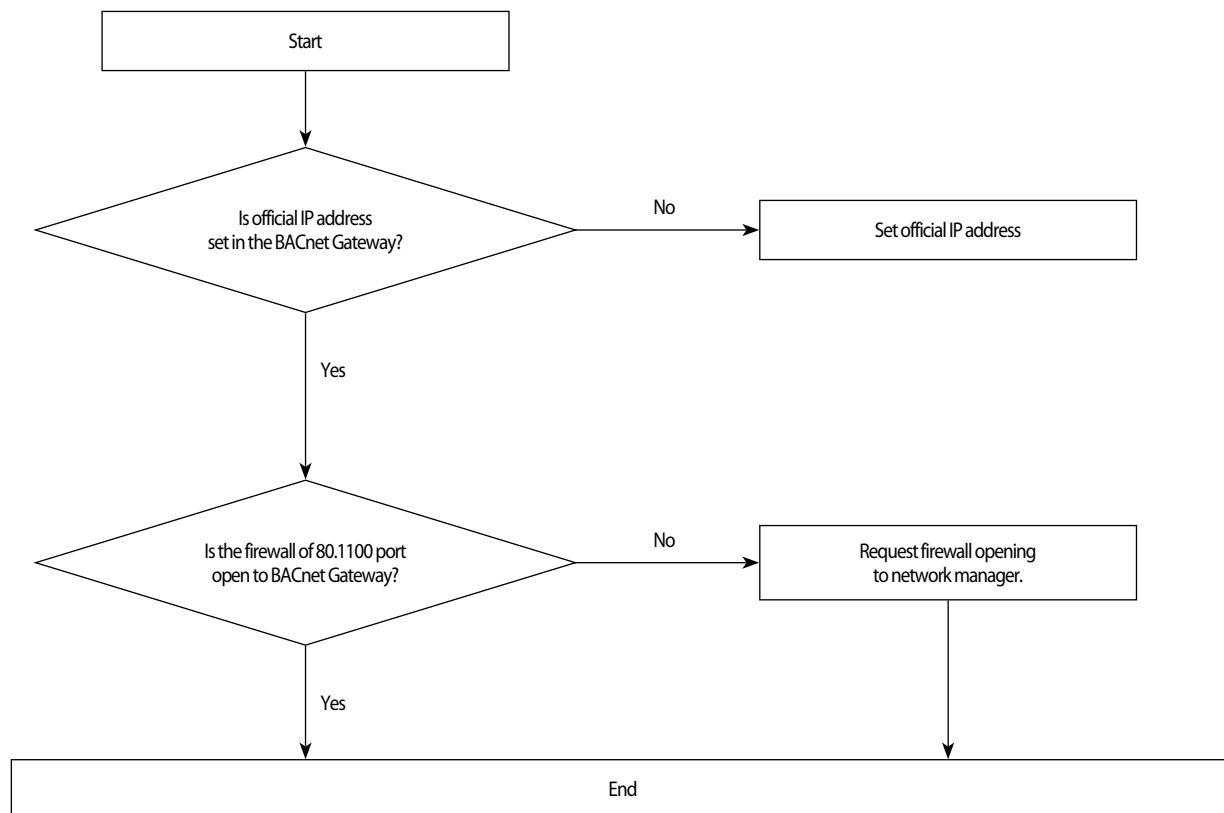 Start
Is official IP address
set in the BACnet Gateway?
No
Set official IP address
Yes
Is the firewall of 80.1100 port
open to BACnet Gateway?
No
Request firewall opening
to network manager.
Yes
End